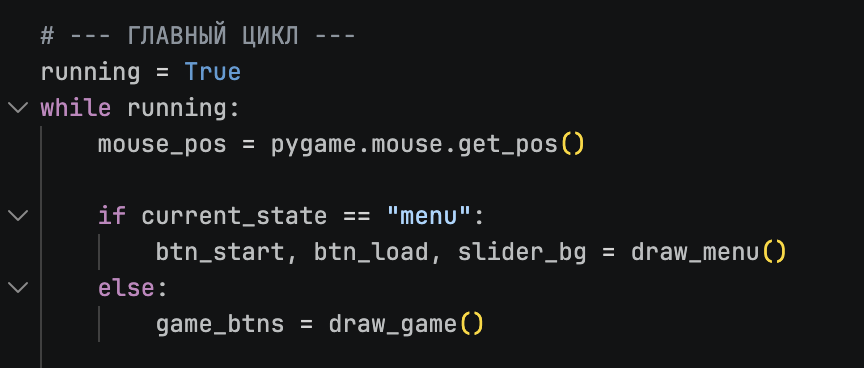 # --- ГЛАВНЫЙ ЦИКЛ ---
running = True
while running:
    mouse_pos = pygame.mouse.get_pos()

    if current_state == "menu":
        btn_start, btn_load, slider_bg = draw_menu()
    else:
        game_btns = draw_game()